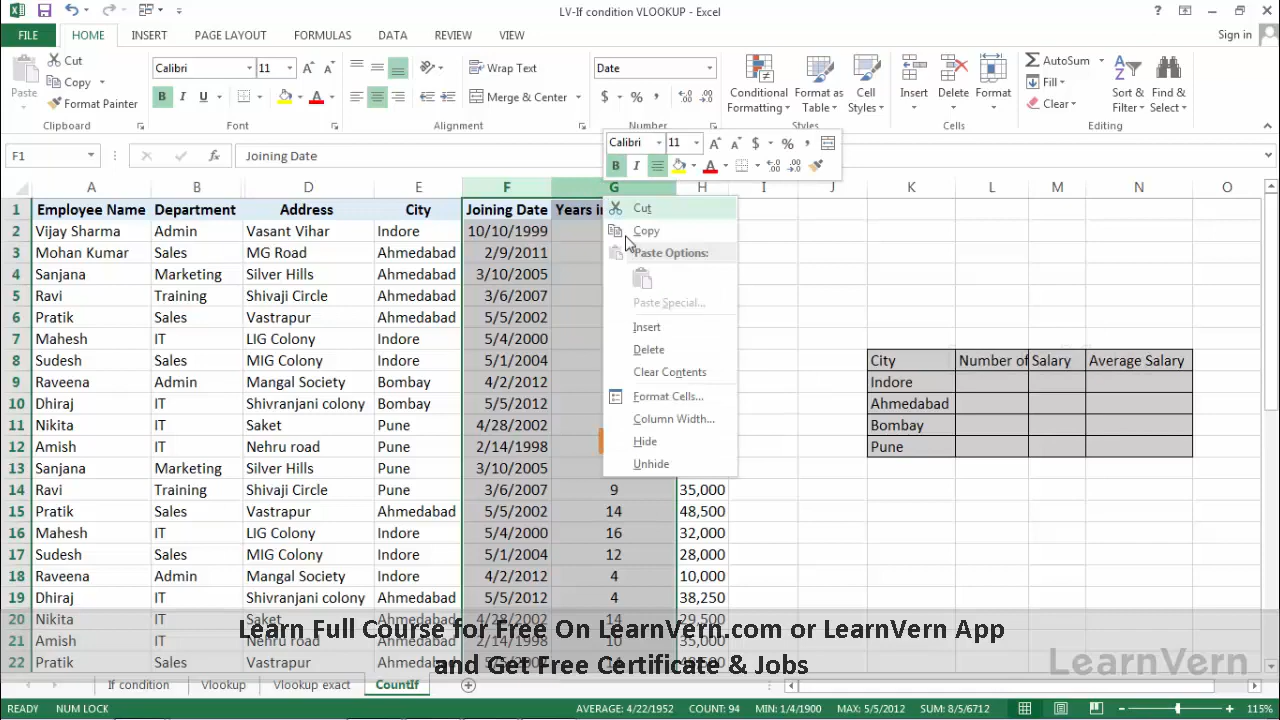 LV-If condition VLOOKUP - Excel
Sign in
FILE HOME INSERT PAGE LAYOUT FORMULAS DATA REVIEW VIEW
Paste Cut Copy Format Painter
Calibri 11
B I U
Wrap Text
Merge & Center
Date
$ % ,
Conditional Formatting Format as Table Cell Styles
Insert Delete Format
AutoSum Fill Clear
Sort & Filter Find & Select
Clipboard Font Alignment Number Styles Cells Editing
Calibri 11
B I
F1 Joining Date
A B D E F G H I J K L M N O
1 Employee Name Department Address City Joining Date Years in
2 Vijay Sharma Admin Vasant Vihar Indore 10/10/1999
3 Mohan Kumar Sales MG Road Ahmedabad 2/9/2011
4 Sanjana Marketing Silver Hills Ahmedabad 3/10/2005
5 Ravi Training Shivaji Circle Ahmedabad 3/6/2007
6 Pratik Sales Vastrapur Ahmedabad 5/5/2002
7 Mahesh IT LIG Colony Indore 5/4/2000
8 Sudesh Sales MIG Colony Indore 5/1/2004 City Number of Salary Average Salary
9 Raveena Admin Mangal Society Bombay 4/2/2012 Indore
10 Dhiraj IT Shivranjani colony Bombay 5/5/2012 Ahmedabad
11 Nikita IT Saket Pune 4/28/2002 Bombay
12 Amish IT Nehru road Pune 2/14/1998 Pune
13 Sanjana Marketing Silver Hills Pune 3/10/2005
14 Ravi Training Shivaji Circle Pune 3/6/2007 9 35,000
15 Pratik Sales Vastrapur Ahmedabad 5/5/2002 14 48,500
16 Mahesh IT LIG Colony Indore 5/4/2000 16 32,000
17 Sudesh Sales MIG Colony Indore 5/1/2004 12 28,000
18 Raveena Admin Mangal Society Indore 4/2/2012 4 10,000
19 Dhiraj IT Shivranjani colony Ahmedabad 5/5/2012 4 38,250
20 Nikita IT Saket Ahmedabad 4/28/2002 14 29,500
21 Amish IT Nehru road Ahmedabad 2/14/1998 35,000
22 Pratik Sales Vastrapur Ahmedabad
Cut
Copy
Paste Options:
Paste Special...
Insert
Delete
Clear Contents
Format Cells...
Column Width...
Hide
Unhide
Learn Full Course for Free On LearnVern.com or LearnVern App
and Get Free Certificate & Jobs
LearnVern
If condition Vlookup Vlookup exact CountIf
READY NUM LOCK AVERAGE: 4/22/1952 COUNT: 94 MIN: 1/4/1900 MAX: 5/5/2012 SUM: 8/5/6712 115%